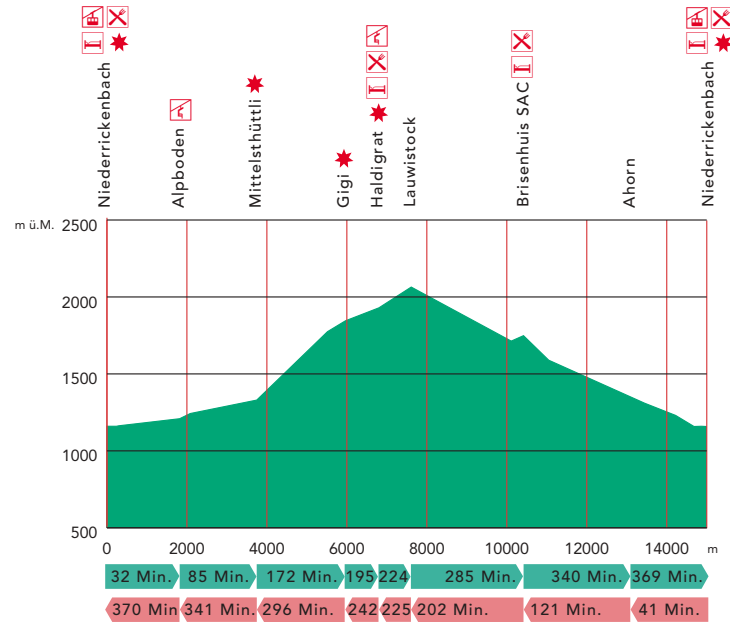 Niederrickenbach
Alpboden
Mittelsthüttli
Gigi
Haldigrat
Lauwistock
Brisenhuis SAC
Ahorn
Niederrickenbach
m ü.M.
2500
2000
1500
1000
500
0 2000 4000 6000 8000 10000 12000 14000 m
32 Min. 85 Min. 172 Min. 195 224 285 Min. 340 Min. 369 Min.
370 Min 341 Min. 296 Min. 242 225 202 Min. 121 Min. 41 Min.